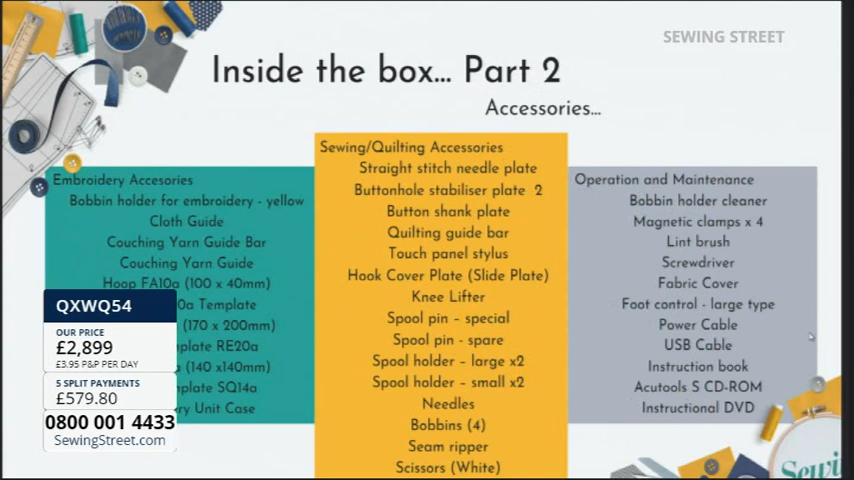 SEWING STREET
Inside the box... Part 2
Accessories...
Embroidery Accesories
Bobbin holder for embroidery - yellow
Cloth Guide
Couching Yarn Guide Bar
Couching Yarn Guide
Hoop FA10a (100 x 40mm)
0a Template
(170 x 200mm)
mplate RE20a
(140 x140mm)
mplate SQ14a
ry Unit Case
Sewing/Quilting Accessories
Straight stitch needle plate
Buttonhole stabiliser plate 2
Button shank plate
Quilting guide bar
Touch panel stylus
Hook Cover Plate (Slide Plate)
Knee Lifter
Spool pin – special
Spool pin - spare
Spool holder – large x2
Spool holder – small x2
Needles
Bobbins (4)
Seam ripper
Scissors (White)
Operation and Maintenance
Bobbin holder cleaner
Magnetic clamps x 4
Lint brush
Screwdriver
Fabric Cover
Foot control - large type
Power Cable
USB Cable
Instruction book
Acutools S CD-ROM
Instructional DVD
QXWQ54
OUR PRICE
£2,899
£3.95 P&P PER DAY
5 SPLIT PAYMENTS
£579.80
0800 001 4433
SewingStreet.com
Sewi